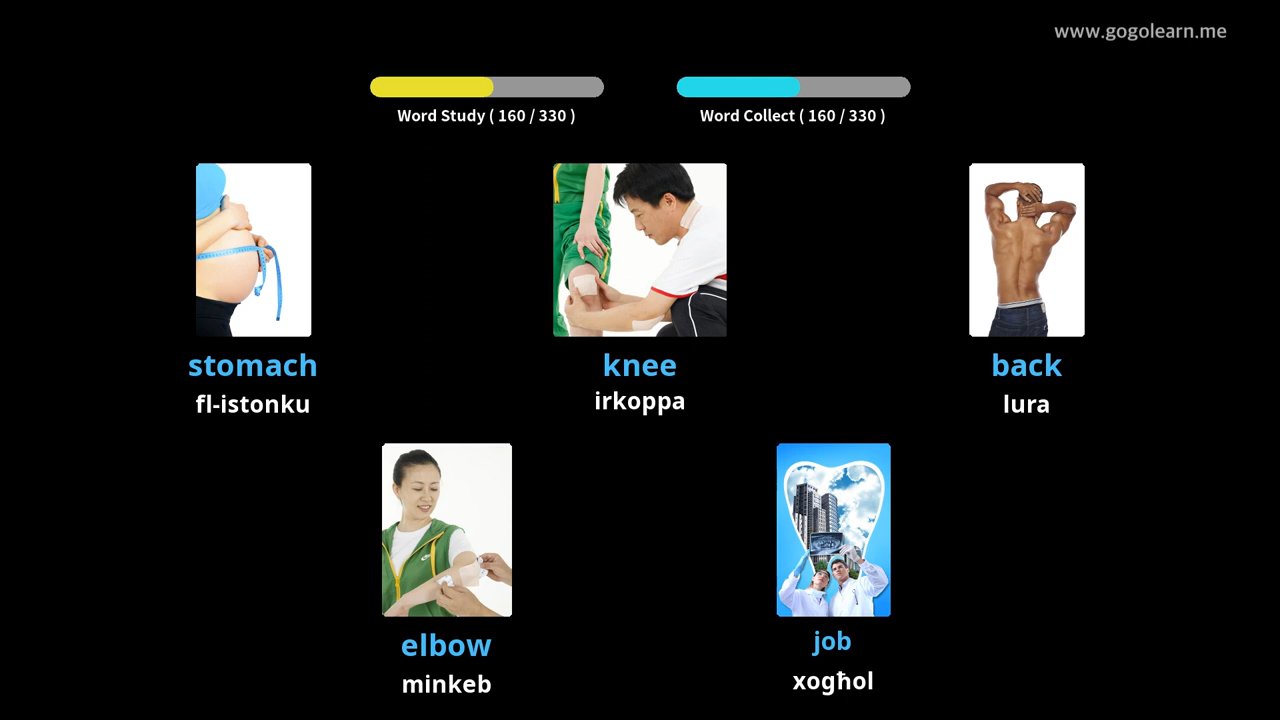 www.gogolearn.me
Word Study ( 160 / 330 )
Word Collect ( 160 / 330 )
stomach
fl-istonku
knee
irkoppa
back
lura
elbow
minkeb
job
xogħol